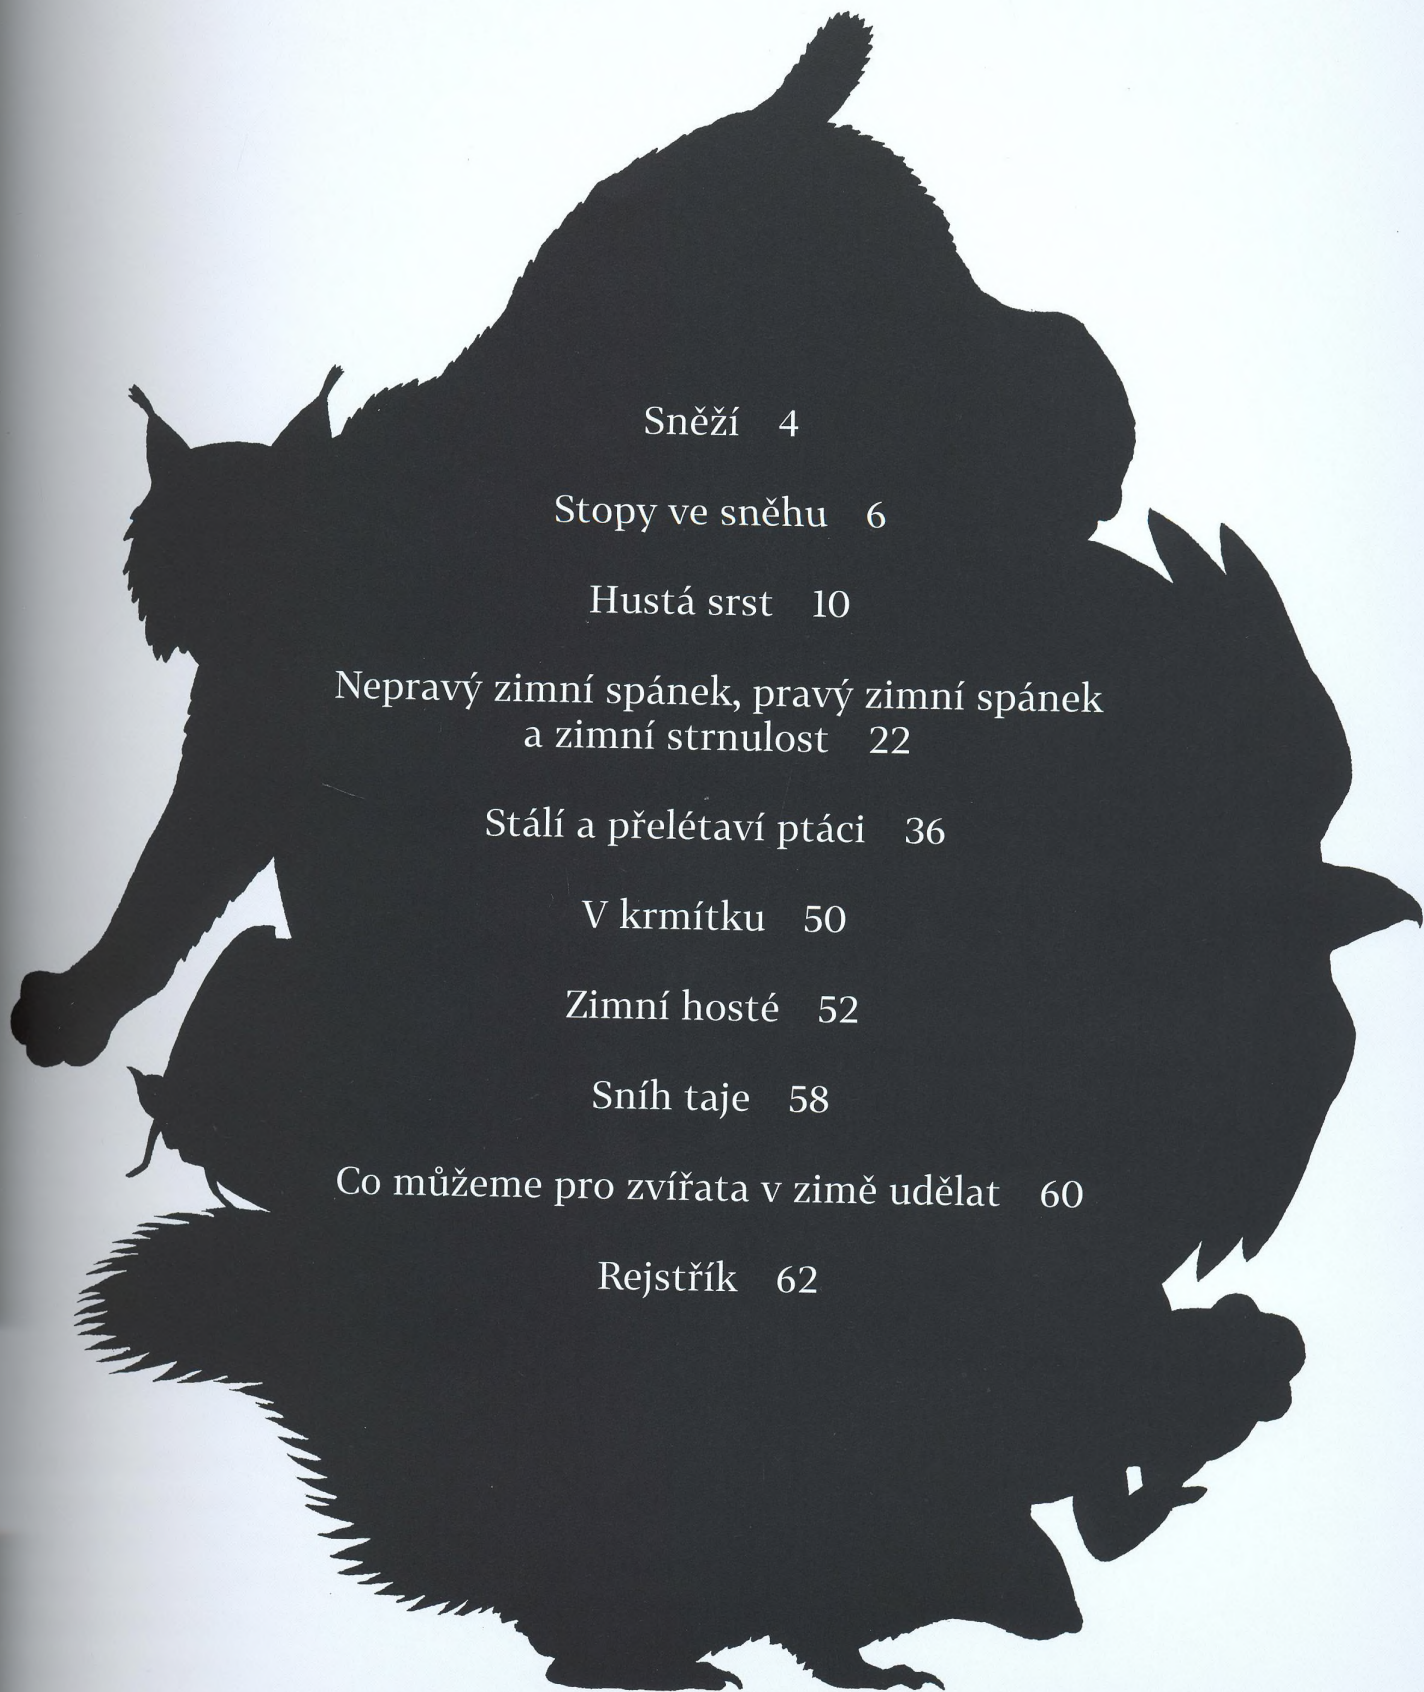 Sněží 4
Stopy ve sněhu 6
Hustá srst 10
Nepravý zimní spánek, pravý zimní spánek
a zimní strnulost 22
Stálí a přelétaví ptáci 36
V krmítku 50
Zimní hosté 52
Sníh taje 58
Co můžeme pro zvířata v zimě udělat 60
Rejstřík 62